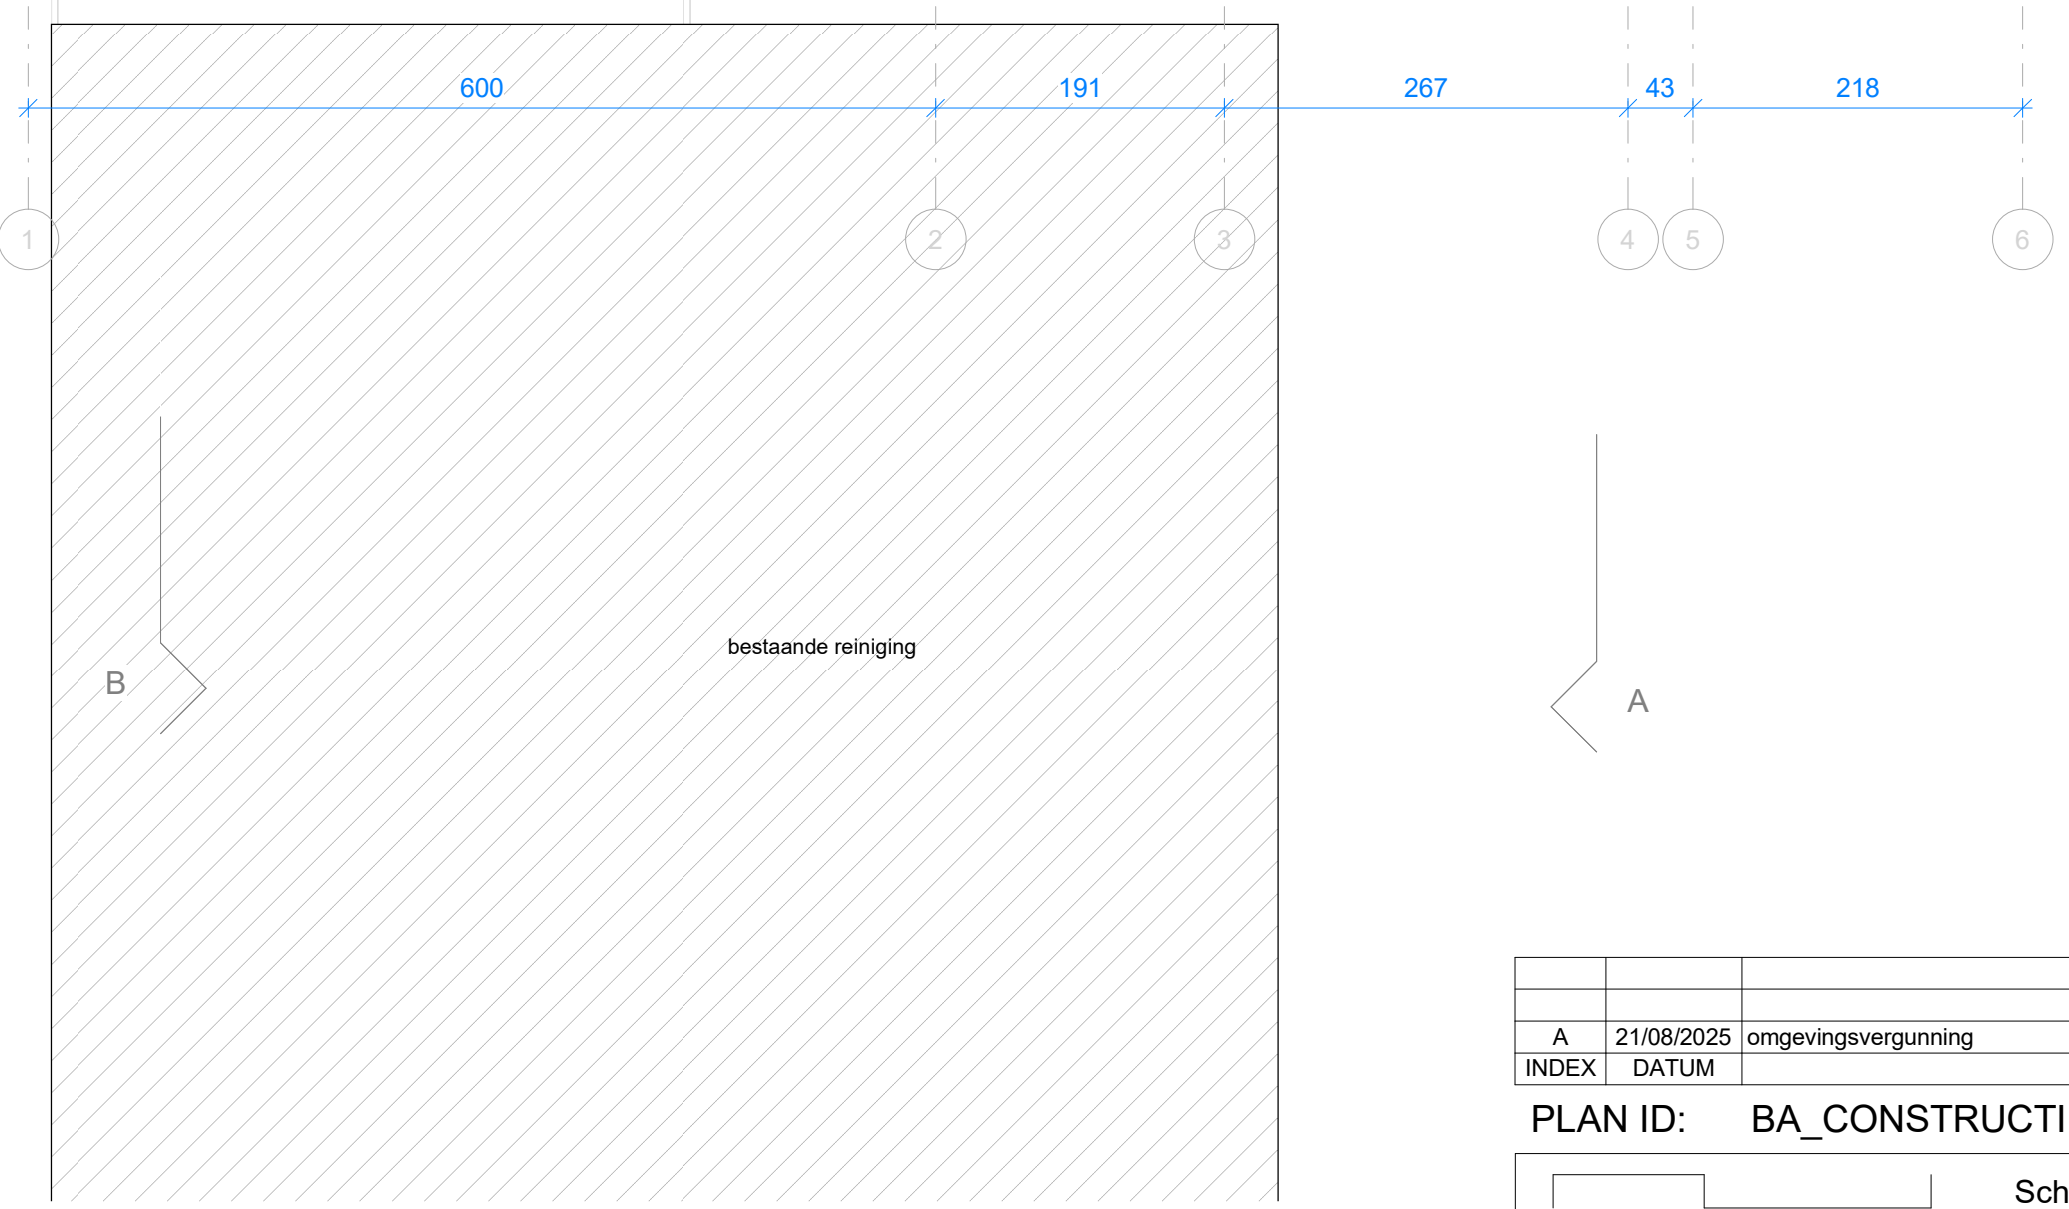 600 191 267 43 218
1 2 3 4 5 6
bestaande reiniging
B
A
A 21/08/2025 omgevingsvergunning
INDEX DATUM
PLAN ID: BA_CONSTRUCTI
Sch